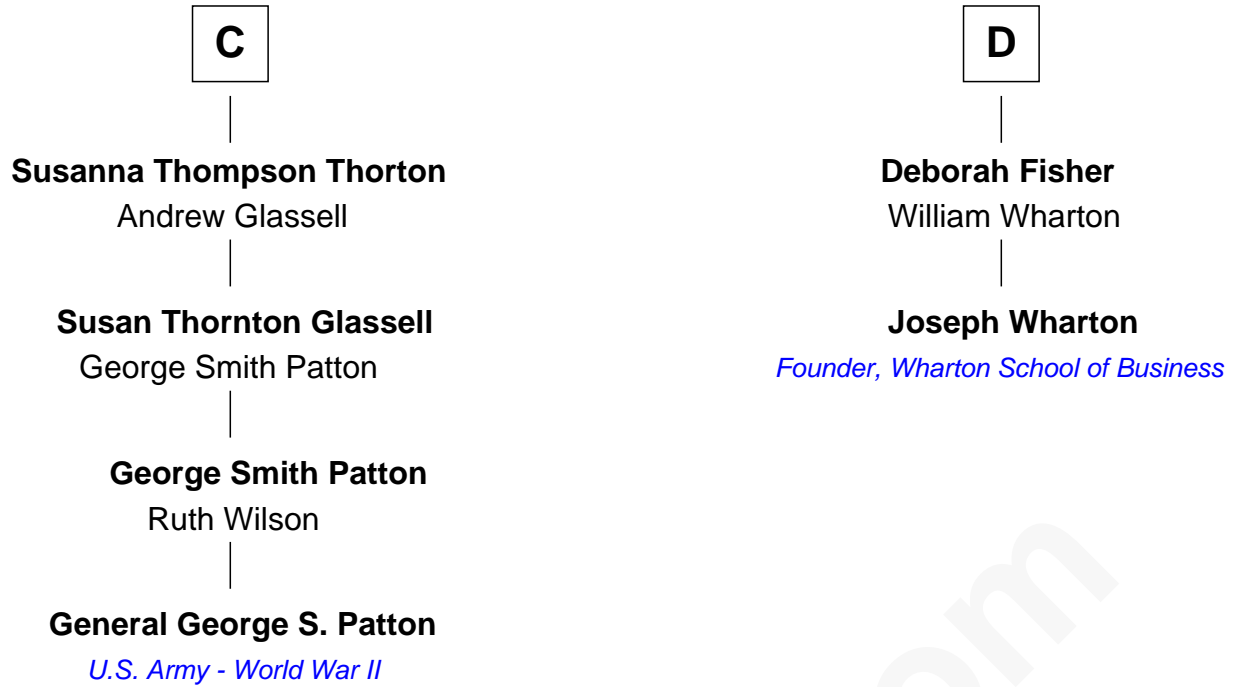 C
Susanna Thompson Thorton
Andrew Glassell
Susan Thornton Glassell
George Smith Patton
George Smith Patton
Ruth Wilson
General George S. Patton
U.S. Army - World War II
D
Deborah Fisher
William Wharton
Joseph Wharton
Founder, Wharton School of Business